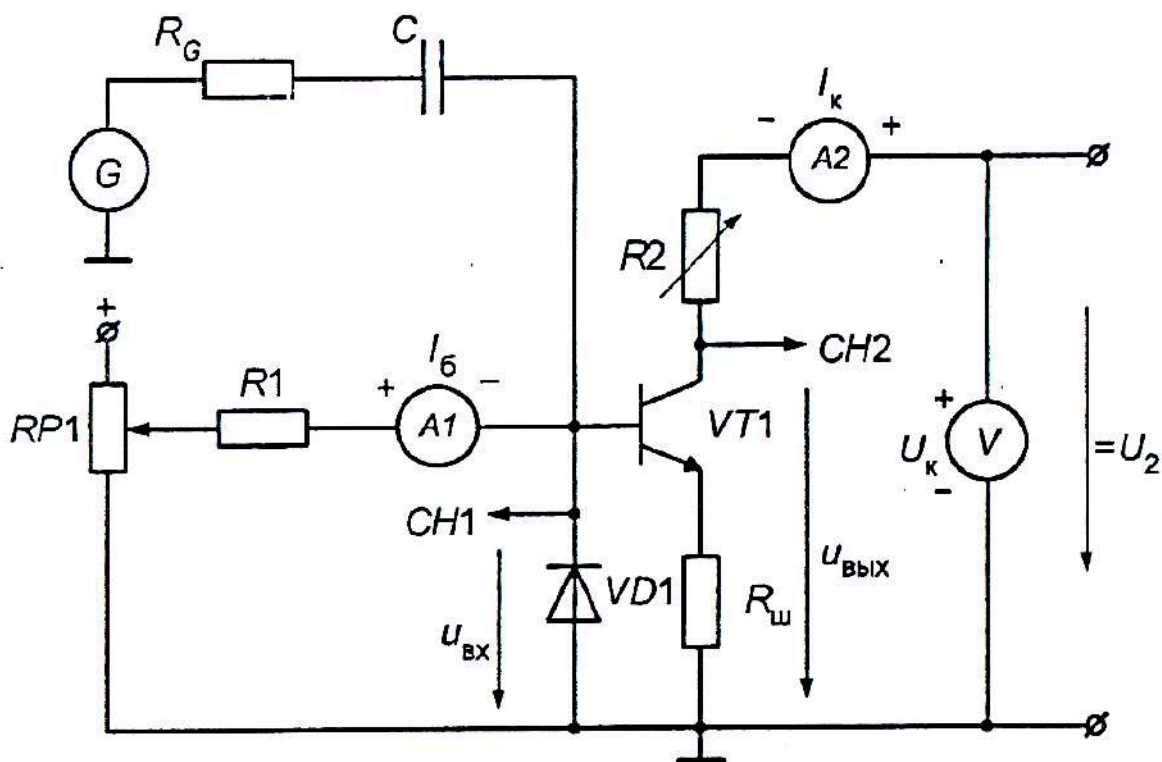 R_G
C
G
I_к
- +
A2
R2
+
CH2
I_б
R1
+ -
RP1
A1
VT1
+
U_к
V
-
= U_2
CH1
u_вых
VD1
R_ш
u_вх